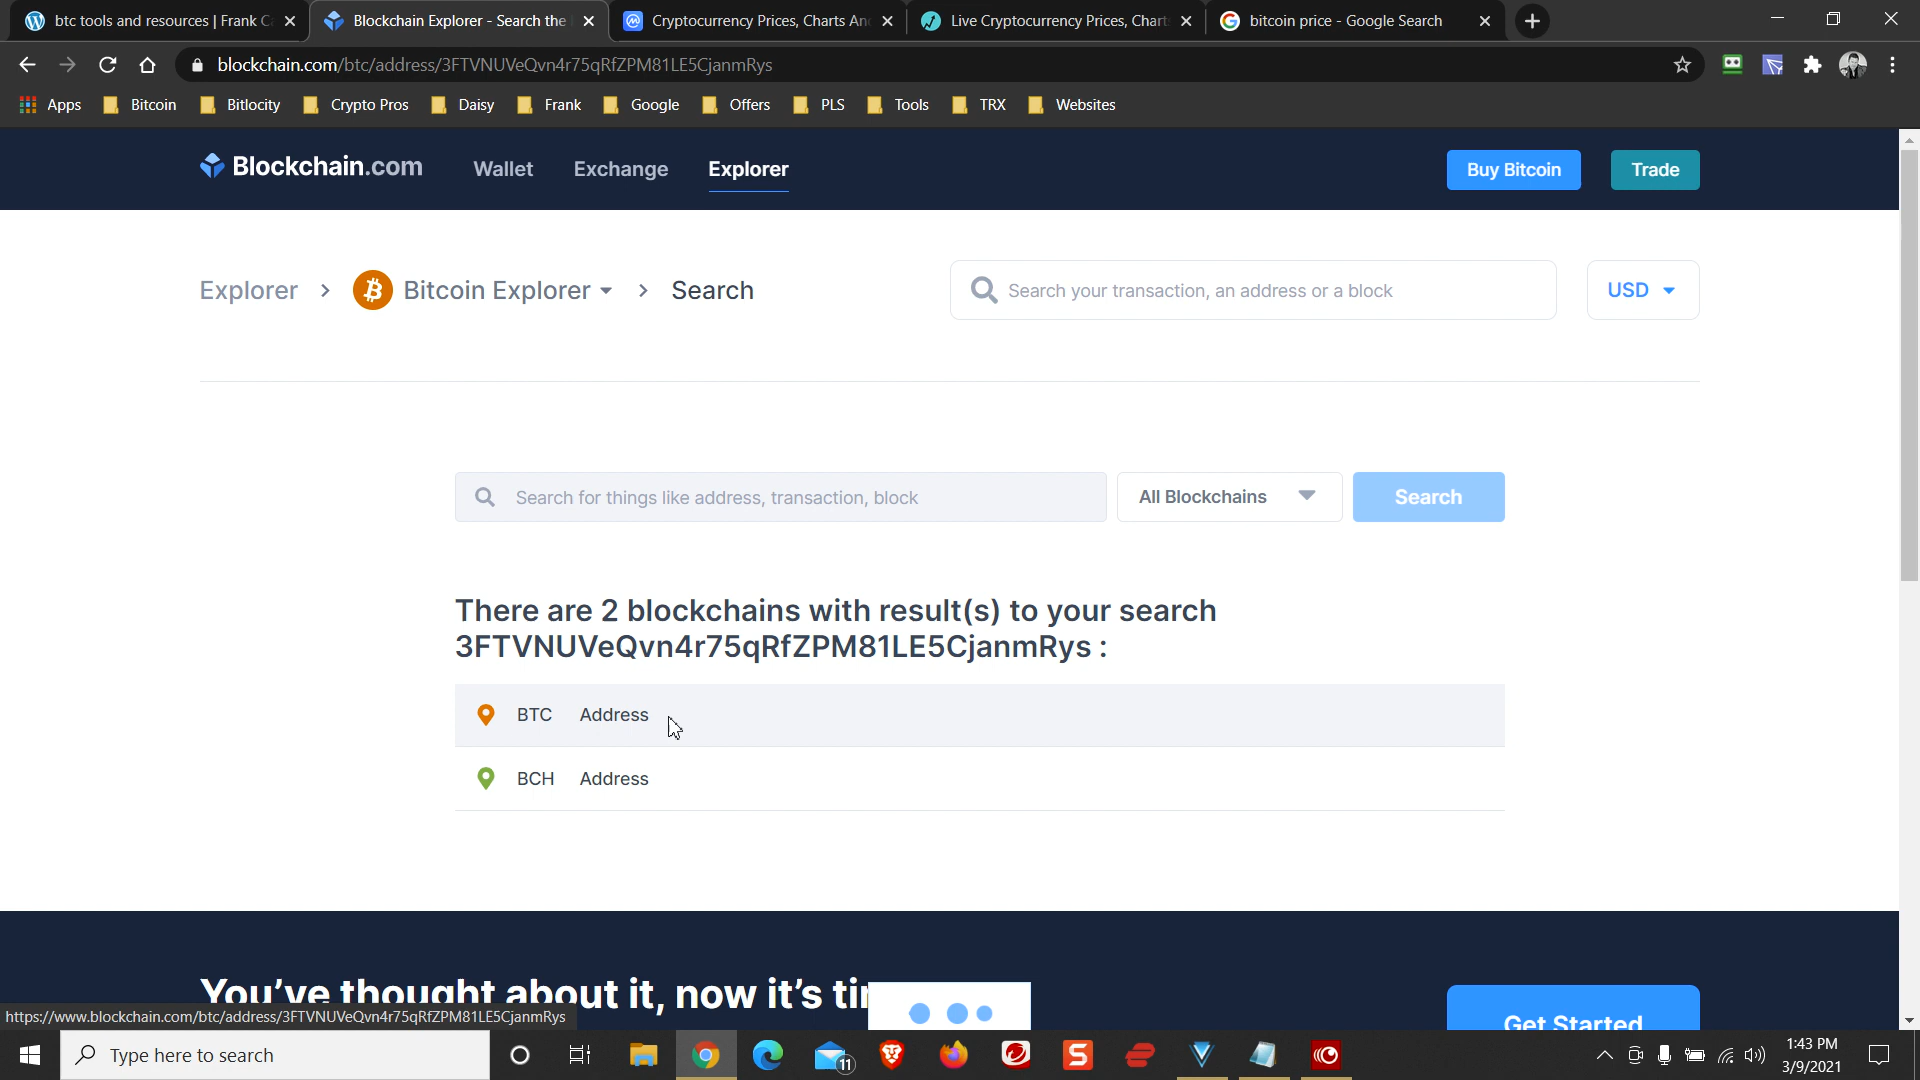 btc tools and resources | Frank C
Blockchain Explorer - Search the
Cryptocurrency Prices, Charts An
Live Cryptocurrency Prices, Chart
bitcoin price - Google Search
blockchain.com/btc/address/3FTVNUVeQvn4r75qRfZPM81LE5CjanmRys
Apps Bitcoin Bitlocity Crypto Pros Daisy Frank Google Offers PLS Tools TRX Websites
Blockchain.com Wallet Exchange Explorer Buy Bitcoin Trade
Explorer > Bitcoin Explorer > Search
Search your transaction, an address or a block
USD
Search for things like address, transaction, block
All Blockchains
Search
There are 2 blockchains with result(s) to your search
3FTVNUVeQvn4r75qRfZPM81LE5CjanmRys :
BTC Address
BCH Address
You've thought about it, now it's
Get Started
https://www.blockchain.com/btc/address/3FTVNUVeQvn4r75qRfZPM81LE5CjanmRys
Type here to search
11
1:43 PM
3/9/2021